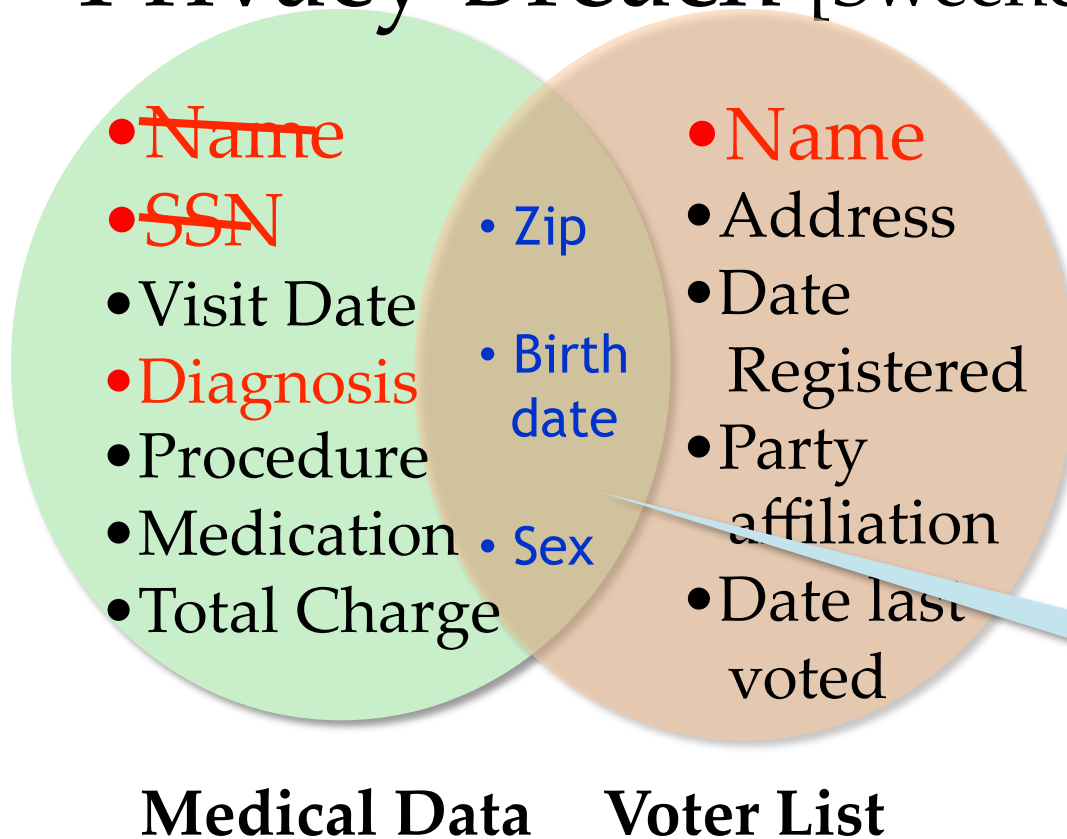 Privacy Breach
• Name
• SSN
• Visit Date
• Diagnosis
• Procedure
• Medication
• Total Charge
• Zip
• Birth
date
• Sex
• Name
• Address
• Date
Registered
• Party
affiliation
• Date last
voted
Medical Data
Voter List